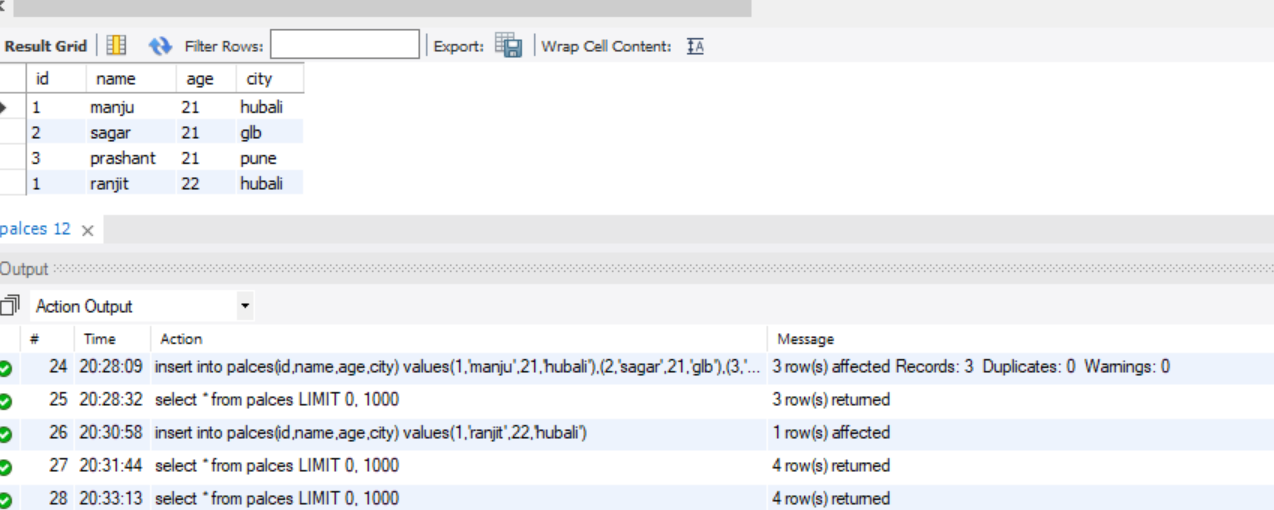 Result Grid Filter Rows: Export: Wrap Cell Content: IA
id name age city
1 manju 21 hubali
2 sagar 21 glb
3 prashant 21 pune
1 ranjit 22 hubali
palces 12
Output
Action Output
# Time Action Message
24 20:28:09 insert into palces(id,name,age,city) values(1,'manju',21,'hubali'),(2,'sagar',21,'glb'),(3,'... 3 row(s) affected Records: 3 Duplicates: 0 Warnings: 0
25 20:28:32 select * from palces LIMIT 0, 1000 3 row(s) returned
26 20:30:58 insert into palces(id,name,age,city) values(1,'ranjit',22,'hubali') 1 row(s) affected
27 20:31:44 select * from palces LIMIT 0, 1000 4 row(s) returned
28 20:33:13 select * from palces LIMIT 0, 1000 4 row(s) returned